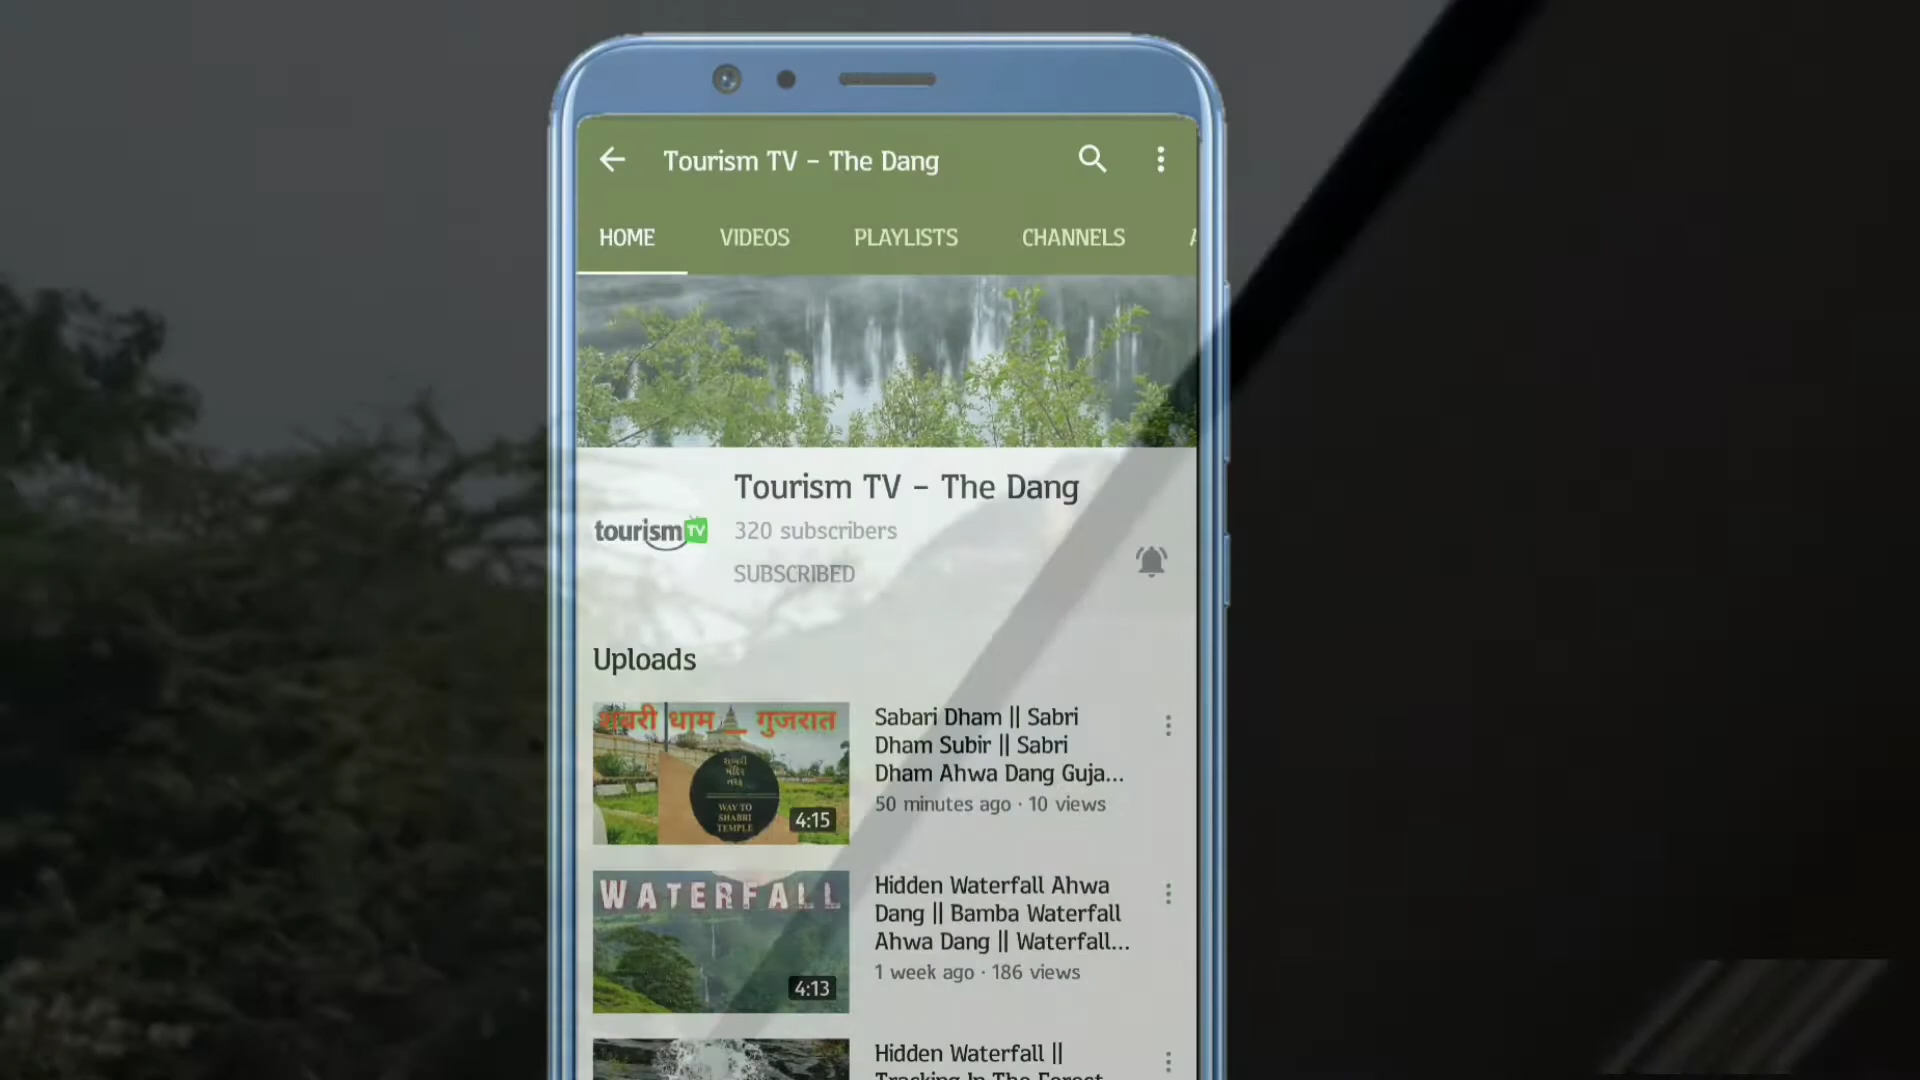 Tourism TV – The Dang
HOME VIDEOS PLAYLISTS CHANNELS
Tourism TV – The Dang
tourism TV
320 subscribers
SUBSCRIBED
Uploads
शबरी धाम गुजरात
શબરી
મંદિર
તરફ
WAY TO
SHABRI
TEMPLE
4:15
Sabari Dham || Sabri
Dham Subir || Sabri
Dham Ahwa Dang Guja...
50 minutes ago · 10 views
WATERFALL
4:13
Hidden Waterfall Ahwa
Dang || Bamba Waterfall
Ahwa Dang || Waterfall...
1 week ago · 186 views
Hidden Waterfall ||
Tracking In The Forest